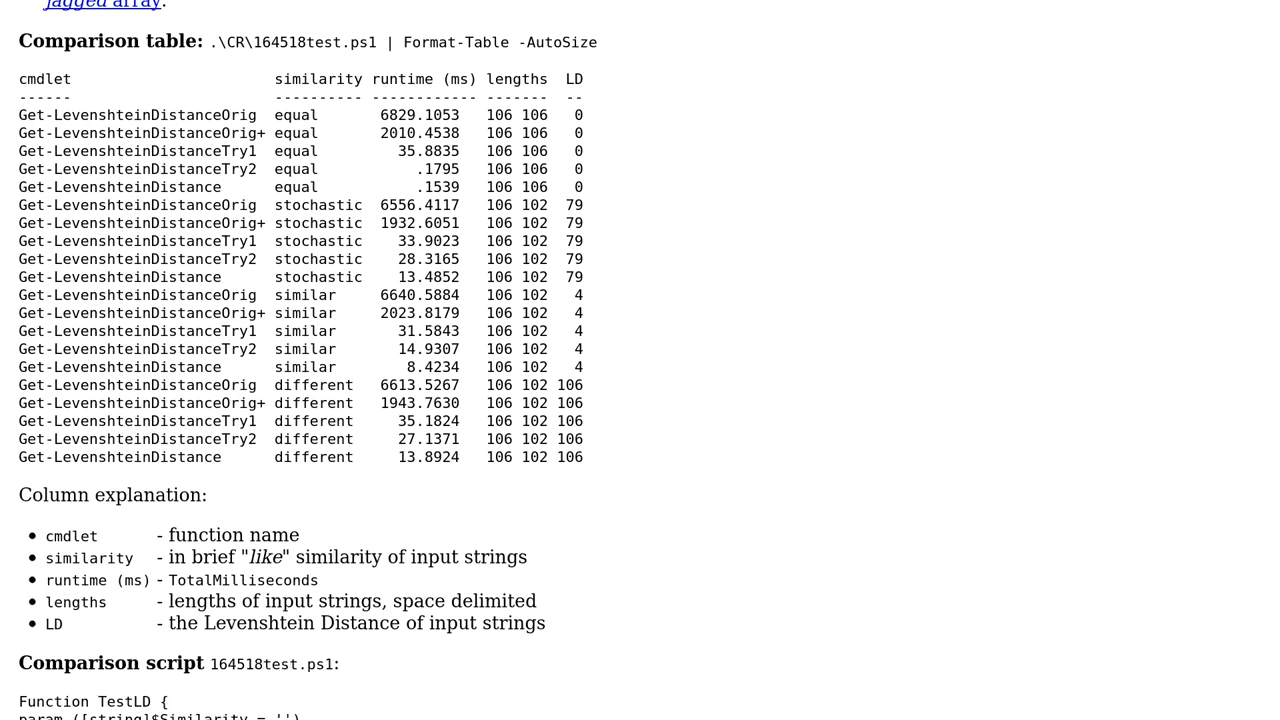 jagged array.
Comparison table: .\CR\164518test.ps1 | Format-Table -AutoSize
cmdlet                       similarity runtime (ms) lengths  LD
------                       ---------- ------------ -------  --
Get-LevenshteinDistanceOrig  equal       6829.1053   106 106   0
Get-LevenshteinDistanceOrig+ equal       2010.4538   106 106   0
Get-LevenshteinDistanceTry1  equal         35.8835   106 106   0
Get-LevenshteinDistanceTry2  equal           .1795   106 106   0
Get-LevenshteinDistance      equal           .1539   106 106   0
Get-LevenshteinDistanceOrig  stochastic  6556.4117   106 102  79
Get-LevenshteinDistanceOrig+ stochastic  1932.6051   106 102  79
Get-LevenshteinDistanceTry1  stochastic    33.9023   106 102  79
Get-LevenshteinDistanceTry2  stochastic    28.3165   106 102  79
Get-LevenshteinDistance      stochastic    13.4852   106 102  79
Get-LevenshteinDistanceOrig  similar     6640.5884   106 102   4
Get-LevenshteinDistanceOrig+ similar     2023.8179   106 102   4
Get-LevenshteinDistanceTry1  similar       31.5843   106 102   4
Get-LevenshteinDistanceTry2  similar       14.9307   106 102   4
Get-LevenshteinDistance      similar        8.4234   106 102   4
Get-LevenshteinDistanceOrig  different   6613.5267   106 102 106
Get-LevenshteinDistanceOrig+ different   1943.7630   106 102 106
Get-LevenshteinDistanceTry1  different     35.1824   106 102 106
Get-LevenshteinDistanceTry2  different     27.1371   106 102 106
Get-LevenshteinDistance      different     13.8924   106 102 106
Column explanation:
• cmdlet - function name
• similarity - in brief "like" similarity of input strings
• runtime (ms) - TotalMilliseconds
• lengths - lengths of input strings, space delimited
• LD - the Levenshtein Distance of input strings
Comparison script 164518test.ps1:
Function TestLD {
param ([string]$Similarity = '')